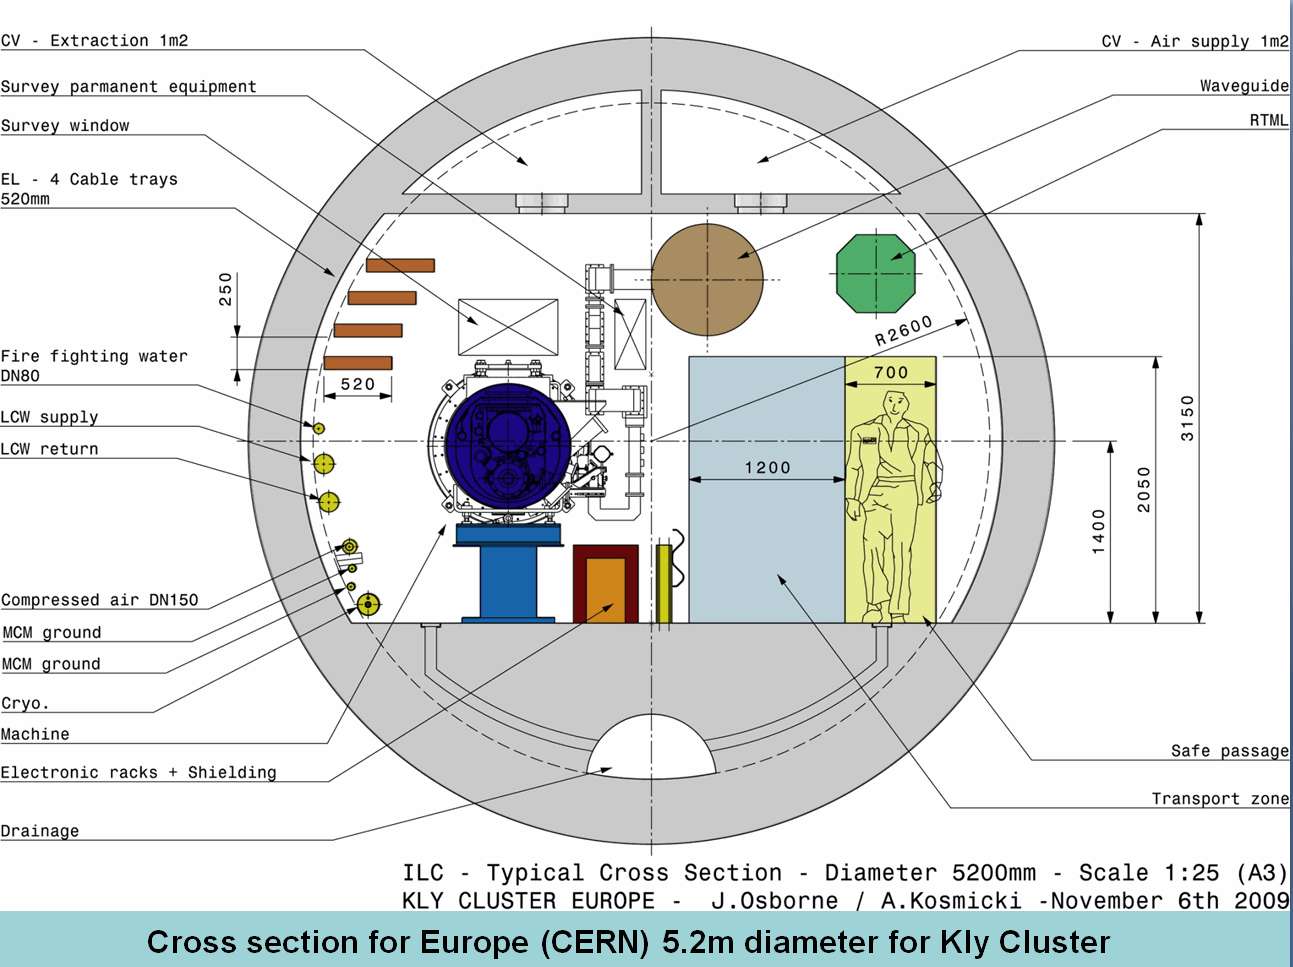 CV - Extraction 1m2
Survey parmanent equipment
Survey window
EL - 4 Cable trays
520mm
250
520
Fire fighting water
DN80
LCW supply
LCW return
Compressed air DN150
MCM ground
MCM ground
Cryo.
Machine
Electronic racks + Shielding
Drainage
CV - Air supply 1m2
Waveguide
RTML
R2600
700
1200
1400
2050
3150
Safe passage
Transport zone
ILC - Typical Cross Section - Diameter 5200mm - Scale 1:25 (A3)
KLY CLUSTER EUROPE - J.Osborne / A.Kosmicki -November 6th 2009
Cross section for Europe (CERN) 5.2m diameter for Kly Cluster